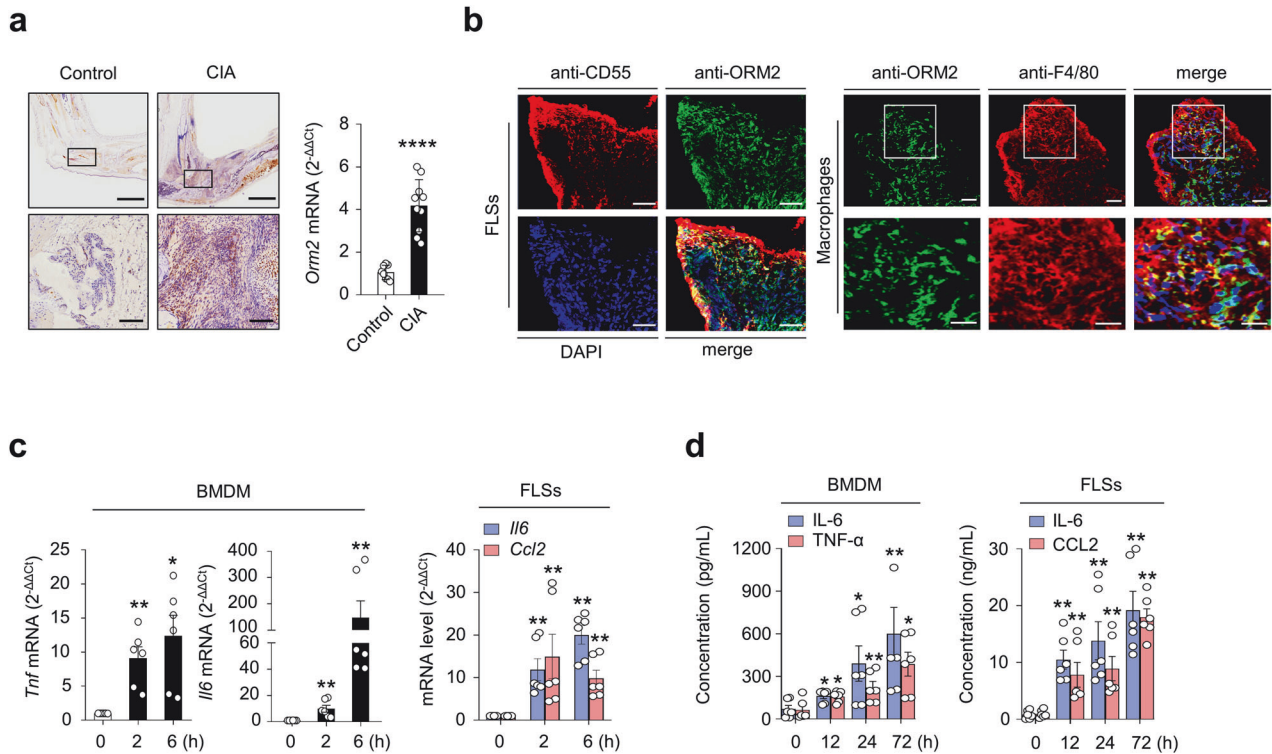 a
Control CIA
Orm2 mRNA (2-ΔΔCt)
8
6
4
2
0
****
Control
CIA
b
anti-CD55 anti-ORM2
FLSs
DAPI merge
anti-ORM2 anti-F4/80 merge
Macrophages
c
BMDM
Tnf mRNA (2-ΔΔCt)
25
20
15
10
5
0
** *
0 2 6 (h)
Il6 mRNA (2-ΔΔCt)
400
300
200
100
60
40
20
0
** **
0 2 6 (h)
FLSs
Il6
Ccl2
mRNA level (2-ΔΔCt)
40
30
20
10
0
** ** ** **
0 2 6 (h)
d
BMDM
IL-6
TNF-α
Concentration (pg/mL)
1200
900
600
300
0
* * * ** ** *
0 12 24 72 (h)
FLSs
IL-6
CCL2
Concentration (ng/mL)
30
20
10
0
** ** ** ** ** **
0 12 24 72 (h)